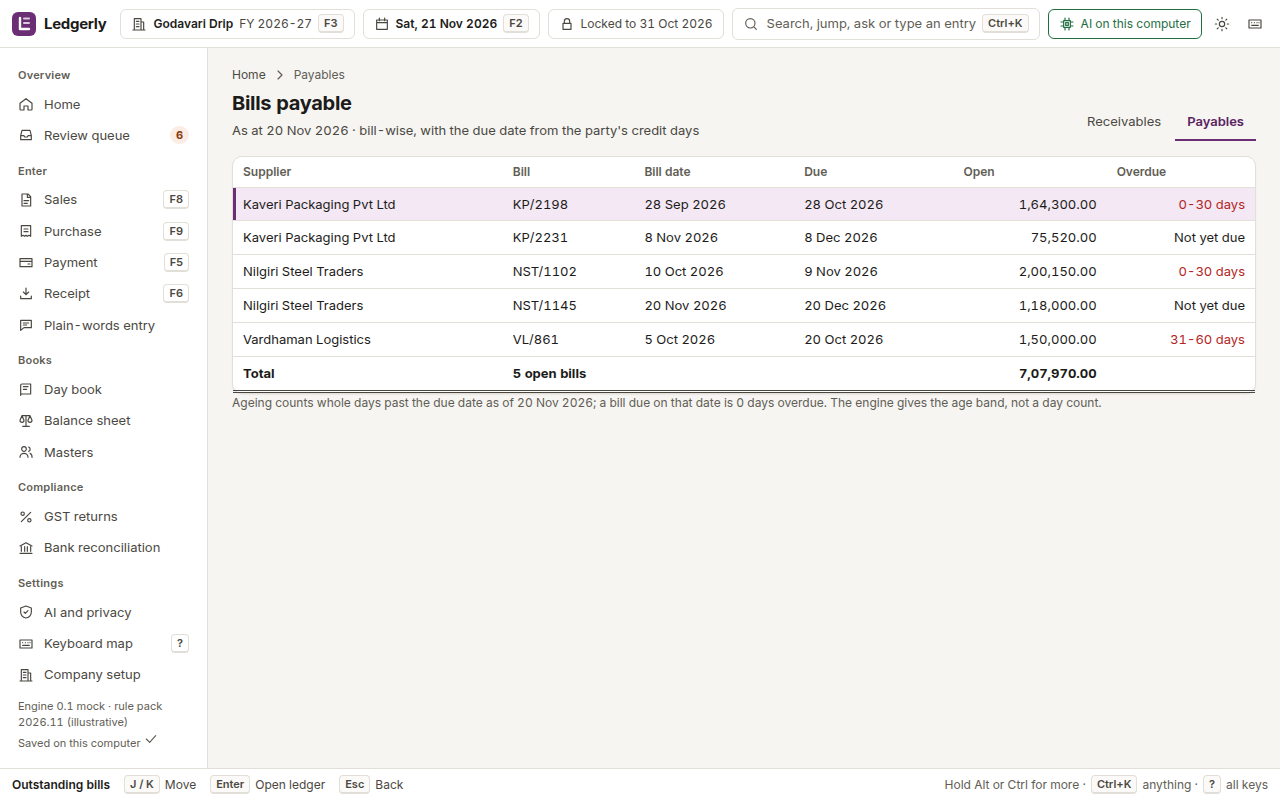 Ledgerly
Godavari Drip FY 2026-27 F3
Sat, 21 Nov 2026 F2
Locked to 31 Oct 2026
Search, jump, ask or type an entry Ctrl+K
AI on this computer
Overview
Home
Review queue 6
Enter
Sales F8
Purchase F9
Payment F5
Receipt F6
Plain-words entry
Books
Day book
Balance sheet
Masters
Compliance
GST returns
Bank reconciliation
Settings
AI and privacy
Keyboard map ?
Company setup
Engine 0.1 mock · rule pack
2026.11 (illustrative)
Saved on this computer
Home Payables
Bills payable
As at 20 Nov 2026 · bill-wise, with the due date from the party's credit days
Receivables Payables
Supplier Bill Bill date Due Open Overdue
Kaveri Packaging Pvt Ltd KP/2198 28 Sep 2026 28 Oct 2026 1,64,300.00 0-30 days
Kaveri Packaging Pvt Ltd KP/2231 8 Nov 2026 8 Dec 2026 75,520.00 Not yet due
Nilgiri Steel Traders NST/1102 10 Oct 2026 9 Nov 2026 2,00,150.00 0-30 days
Nilgiri Steel Traders NST/1145 20 Nov 2026 20 Dec 2026 1,18,000.00 Not yet due
Vardhaman Logistics VL/861 5 Oct 2026 20 Oct 2026 1,50,000.00 31-60 days
Total 5 open bills 7,07,970.00
Ageing counts whole days past the due date as of 20 Nov 2026; a bill due on that date is 0 days overdue. The engine gives the age band, not a day count.
Outstanding bills J / K Move Enter Open ledger Esc Back
Hold Alt or Ctrl for more · Ctrl+K anything · ? all keys